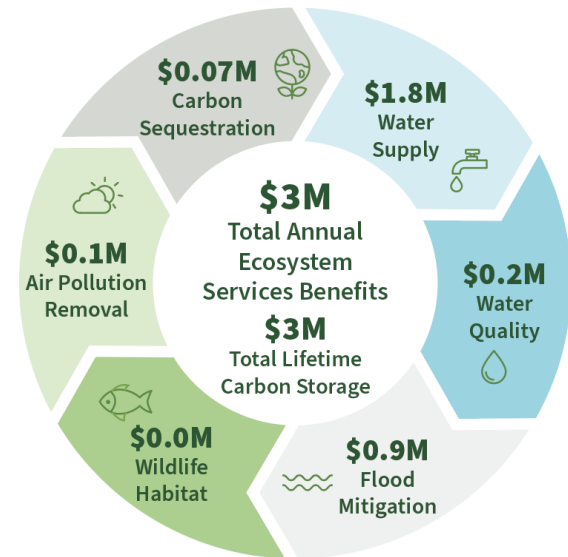 $0.07M
Carbon
Sequestration
$1.8M
Water
Supply
$0.2M
Water
Quality
$0.9M
Flood
Mitigation
$0.0M
Wildlife
Habitat
$0.1M
Air Pollution
Removal
$3M
Total Annual
Ecosystem
Services Benefits
$3M
Total Lifetime
Carbon Storage